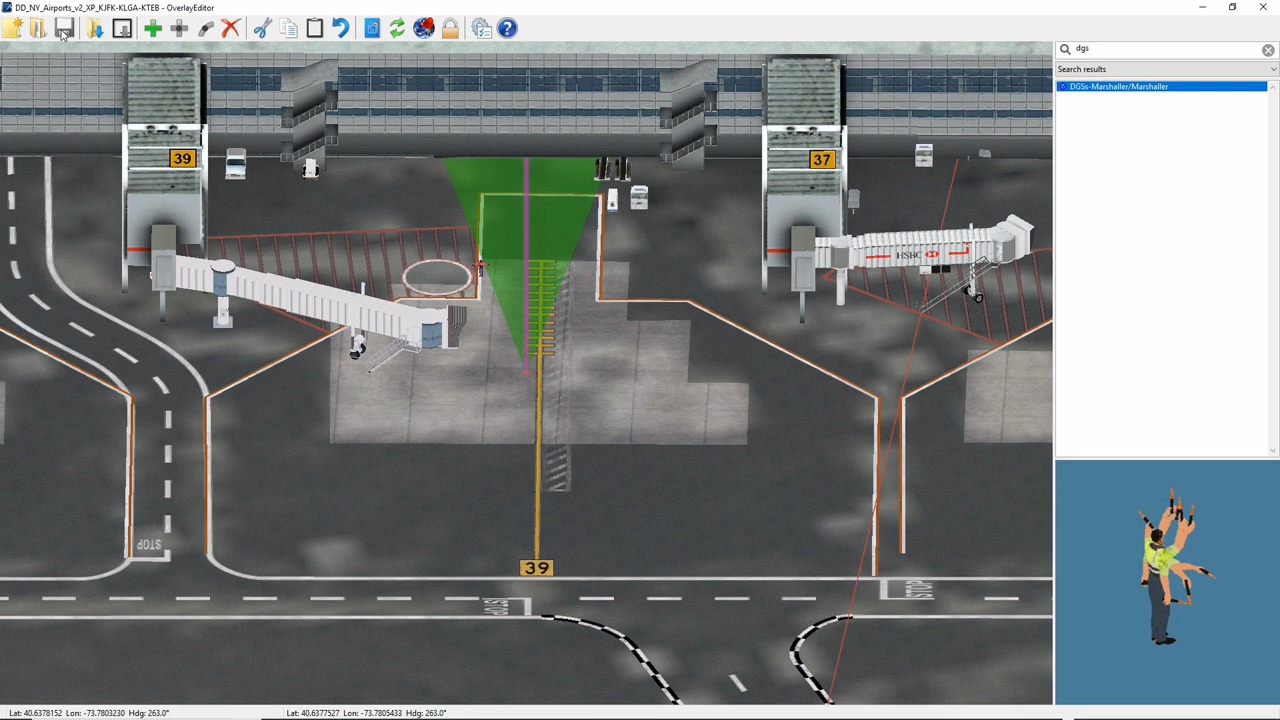 DD_NY_Airports_v2_XP_KJFK-KLGA-KTEB - OverlayEditor
dgs
Search results
DGSs-Marshaller/Marshaller
39
37
HSBC
STOP
39
STOP
STOP
Lat: 40.6378152 Lon: -73.7803230 Hdg: 263.0°
Lat: 40.6377527 Lon: -73.7805433 Hdg: 263.0°